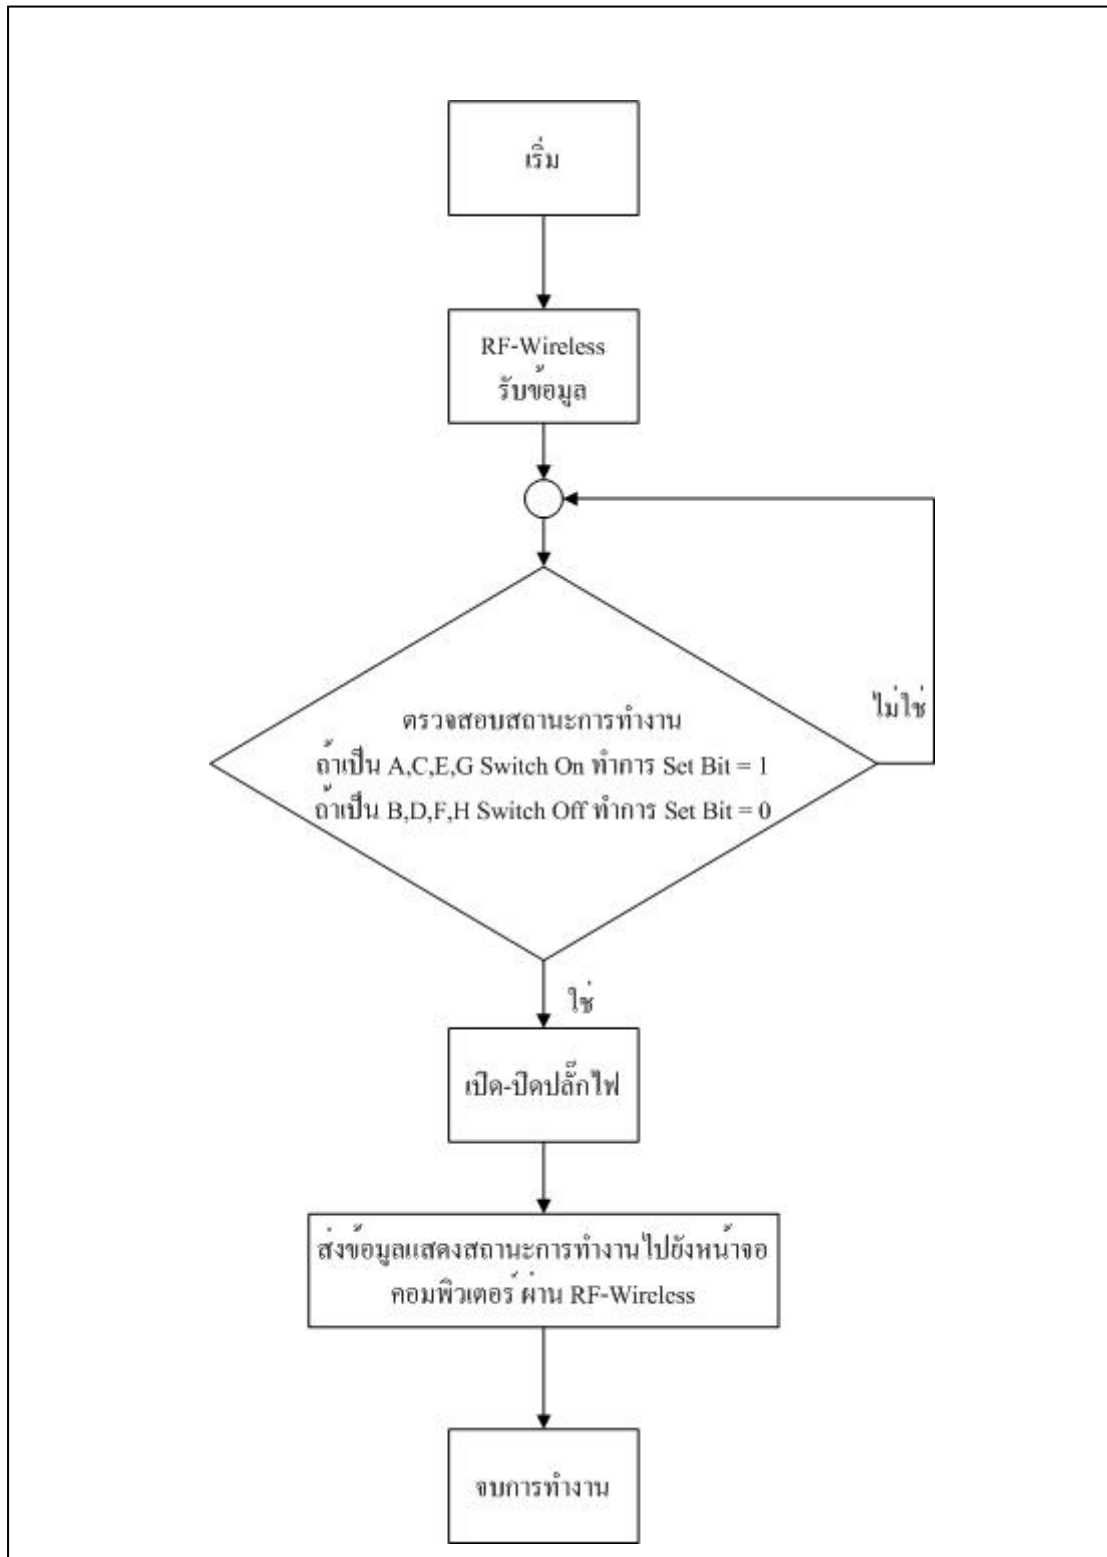 เริ่ม
RF-Wireless
รับข้อมูล
ไม่ใช่
ตรวจสอบสถานะการทำงาน
ถ้าเป็น A,C,E,G Switch On ทำการ Set Bit = 1
ถ้าเป็น B,D,F,H Switch Off ทำการ Set Bit = 0
ใช่
เปิด-ปิดปลั๊กไฟ
ส่งข้อมูลแสดงสถานะการทำงานไปยังหน้าจอ
คอมพิวเตอร์ ผ่าน RF-Wireless
จบการทำงาน